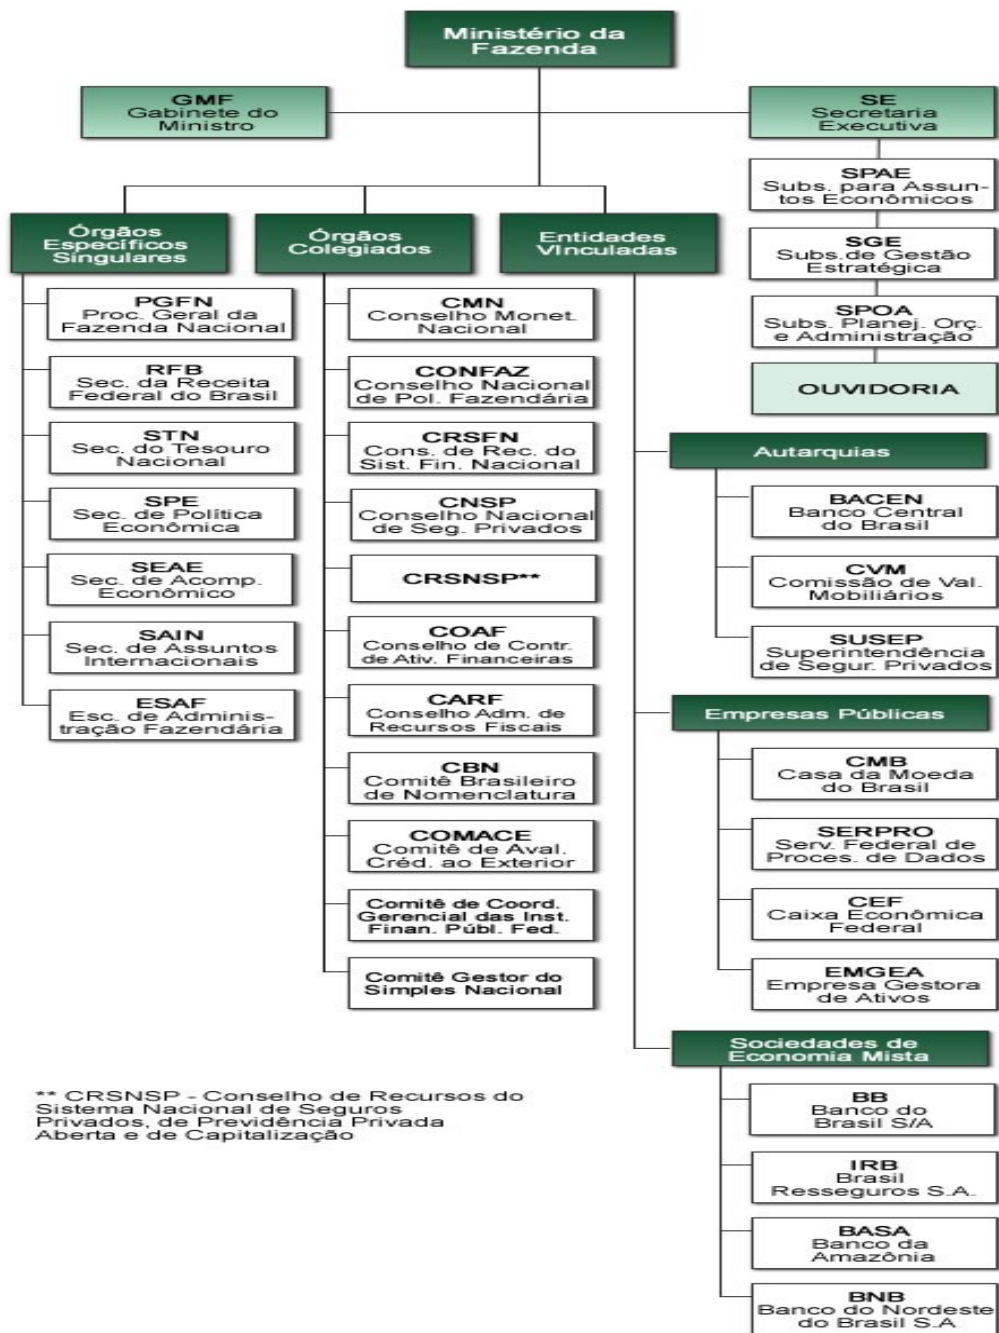 Ministério da
Fazenda
GMF
Gabinete do
Ministro
SE
Secretaria
Executiva
SPAE
Subs. para Assun-
tos Econômicos
SGE
Subs.de Gestão
Estratégica
SPOA
Subs. Planej. Orç.
e Administração
OUVIDORIA
Órgãos
Específicos
Singulares
PGFN
Proc. Geral da
Fazenda Nacional
RFB
Sec. da Receita
Federal do Brasil
STN
Sec. do Tesouro
Nacional
SPE
Sec. de Política
Econômica
SEAE
Sec. de Acomp.
Econômico
SAIN
Sec. de Assuntos
Internacionais
ESAF
Esc. de Adminis-
tração Fazendária
Órgãos
Colegiados
CMN
Conselho Monet.
Nacional
CONFAZ
Conselho Nacional
de Pol. Fazendária
CRSFN
Cons. de Rec. do
Sist. Fin. Nacional
CNSP
Conselho Nacional
de Seg. Privados
CRSNSP**
COAF
Conselho de Contr.
de Ativ. Financeiras
CARF
Conselho Adm. de
Recursos Fiscais
CBN
Comitê Brasileiro
de Nomenclatura
COMACE
Comitê de Aval.
Créd. ao Exterior
Comitê de Coord.
Gerencial das Inst.
Finan. Públ. Fed.
Comitê Gestor do
Simples Nacional
Entidades
VInculadas
Autarquias
BACEN
Banco Central
do Brasil
CVM
Comissão de Val.
Mobiliários
SUSEP
Superintendência
de Segur. Privados
Empresas Públicas
CMB
Casa da Moeda
do Brasil
SERPRO
Serv. Federal de
Proces. de Dados
CEF
Caixa Econômica
Federal
EMGEA
Empresa Gestora
de Ativos
Sociedades de
Economia Mista
BB
Banco do
Brasil S/A
IRB
Brasil
Resseguros S.A.
BASA
Banco da
Amazônia
BNB
Banco do Nordeste
do Brasil S.A
** CRSNSP - Conselho de Recursos do
Sistema Nacional de Seguros
Privados, de Previdência Privada
Aberta e de Capitalização